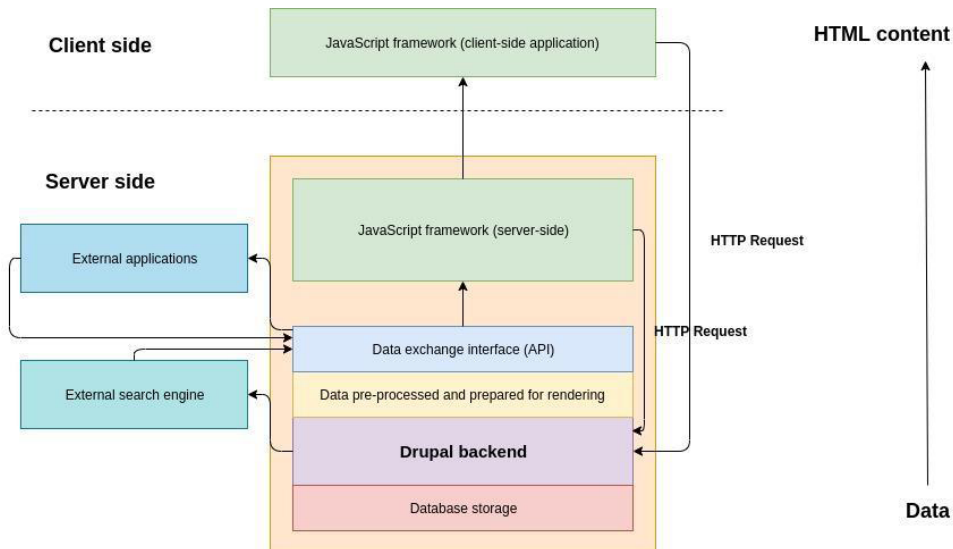 Client side
JavaScript framework (client-side application)
HTML content
Server side
JavaScript framework (server-side)
HTTP Request
External applications
HTTP Request
Data exchange interface (API)
External search engine
Data pre-processed and prepared for rendering
Drupal backend
Database storage
Data